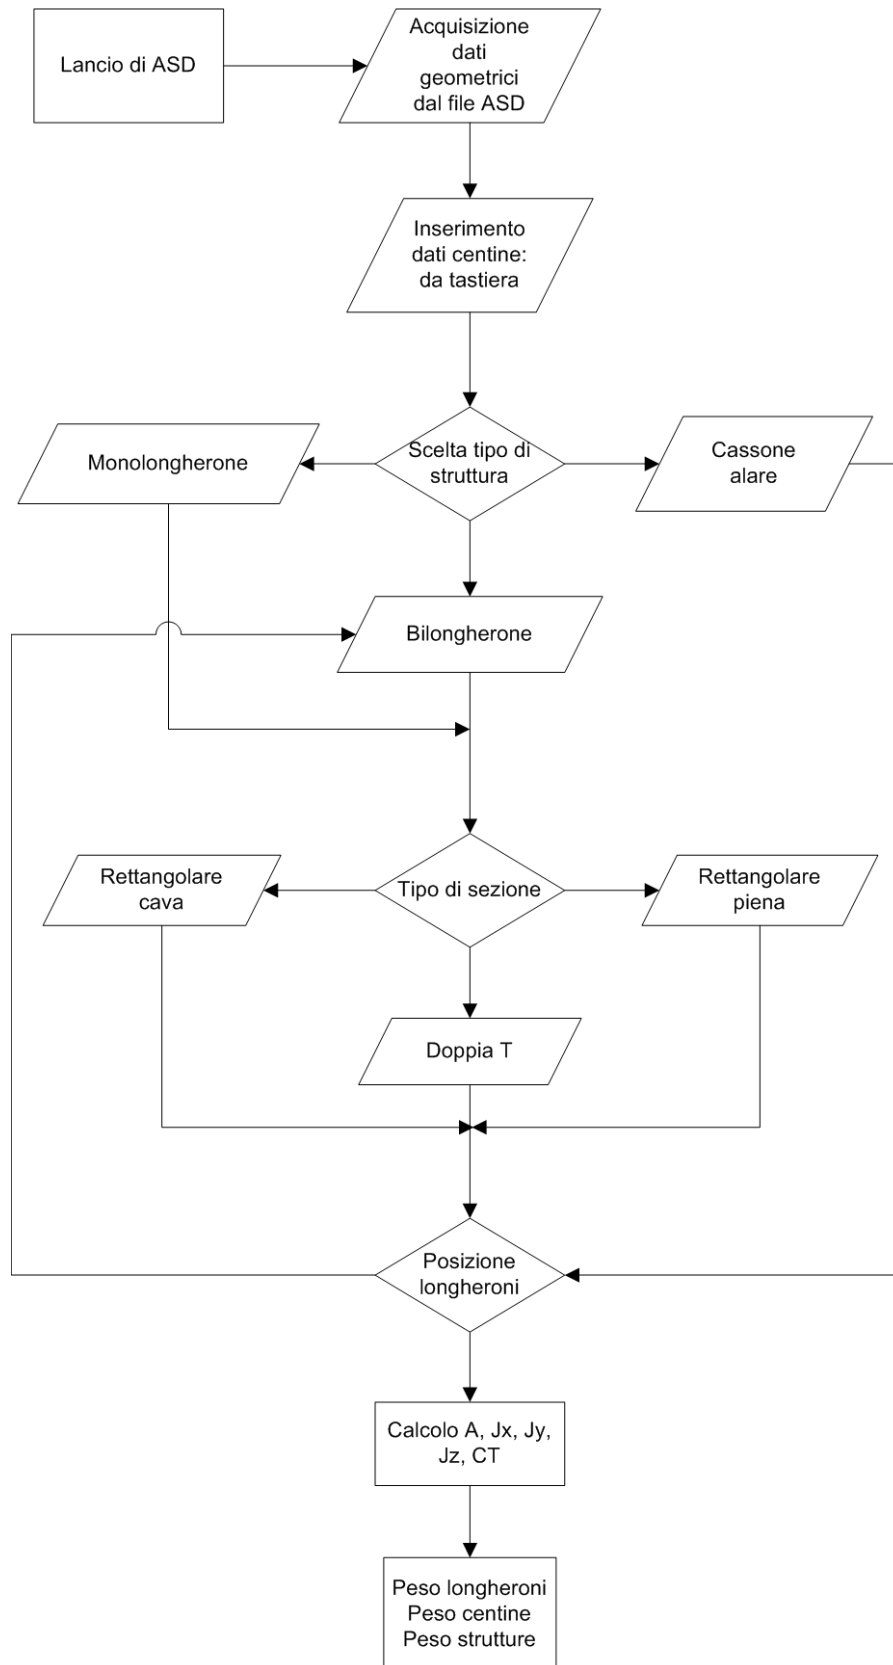 Lancio di ASD
Acquisizione
dati
geometrici
dal file ASD
Inserimento
dati centine:
da tastiera
Scelta tipo di
struttura
Monolongherone
Cassone
alare
Bilongherone
Tipo di sezione
Rettangolare
cava
Rettangolare
piena
Doppia T
Posizione
longheroni
Calcolo A, Jx, Jy,
Jz, CT
Peso longheroni
Peso centine
Peso strutture